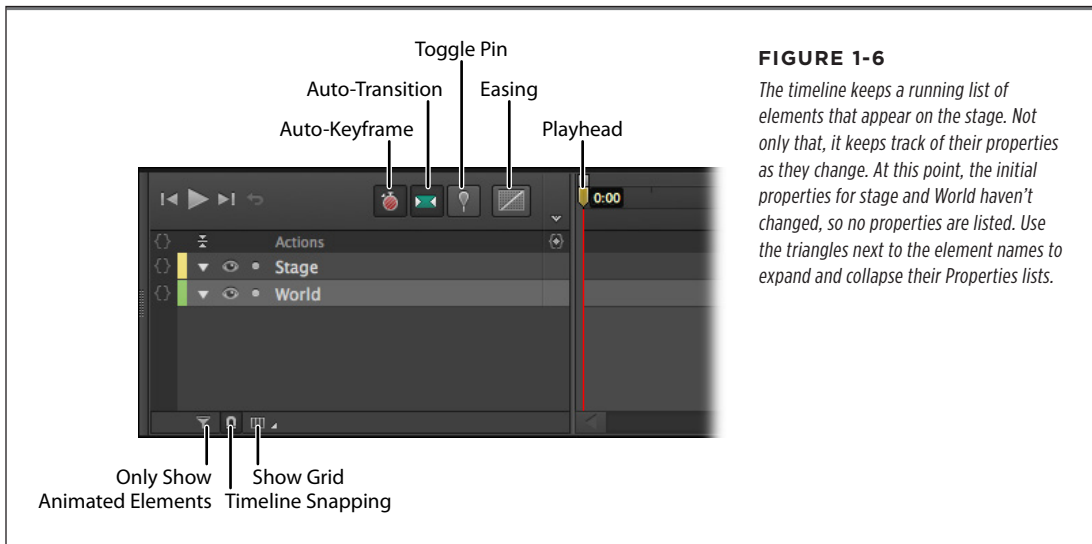 Toggle Pin
Auto-Transition
Easing
Auto-Keyframe
Playhead
0:00
Actions
Stage
World
Only Show
Animated Elements
Show Grid
Timeline Snapping
FIGURE 1-6
The timeline keeps a running list of
elements that appear on the stage. Not
only that, it keeps track of their properties
as they change. At this point, the initial
properties for stage and World haven’t
changed, so no properties are listed. Use
the triangles next to the element names to
expand and collapse their Properties lists.